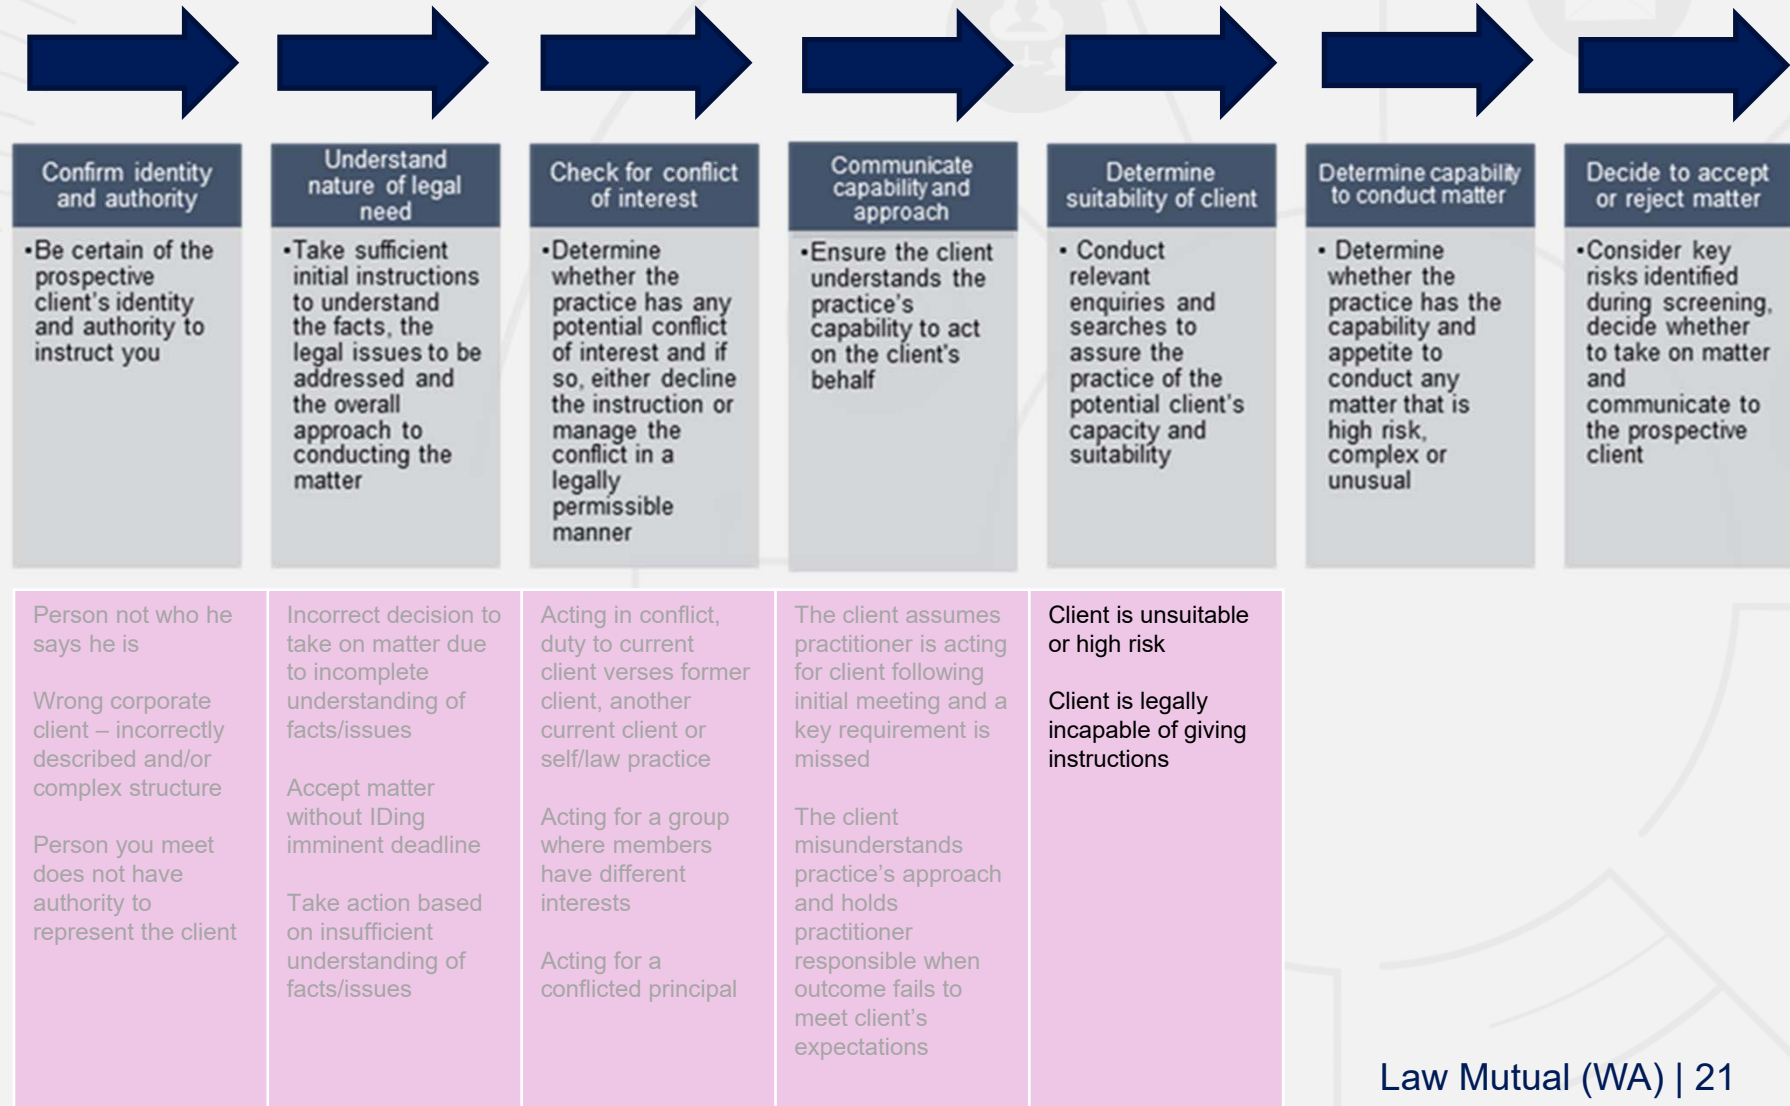 Confirm identity
and authority
•Be certain of the
prospective
client's identity
and authority to
instruct you
Understand
nature of legal
need
•Take sufficient
initial instructions
to understand
the facts, the
legal issues to be
addressed and
the overall
approach to
conducting the
matter
Check for conflict
of interest
•Determine
whether the
practice has any
potential conflict
of interest and if
so, either decline
the instruction or
manage the
conflict in a
legally
permissible
manner
Communicate
capability and
approach
•Ensure the client
understands the
practice's
capability to act
on the client's
behalf
Determine
suitability of client
• Conduct
relevant
enquiries and
searches to
assure the
practice of the
potential client's
capacity and
suitability
Determine capability
to conduct matter
• Determine
whether the
practice has the
capability and
appetite to
conduct any
matter that is
high risk,
complex or
unusual
Decide to accept
or reject matter
•Consider key
risks identified
during screening,
decide whether
to take on matter
and
communicate to
the prospective
client
Person not who he
says he is
Wrong corporate
client – incorrectly
described and/or
complex structure
Person you meet
does not have
authority to
represent the client
Incorrect decision to
take on matter due
to incomplete
understanding of
facts/issues
Accept matter
without IDing
imminent deadline
Take action based
on insufficient
understanding of
facts/issues
Acting in conflict,
duty to current
client verses former
client, another
current client or
self/law practice
Acting for a group
where members
have different
interests
Acting for a
conflicted principal
The client assumes
practitioner is acting
for client following
initial meeting and a
key requirement is
missed
The client
misunderstands
practice's approach
and holds
practitioner
responsible when
outcome fails to
meet client's
expectations
Client is unsuitable
or high risk
Client is legally
incapable of giving
instructions
Law Mutual (WA) | 21